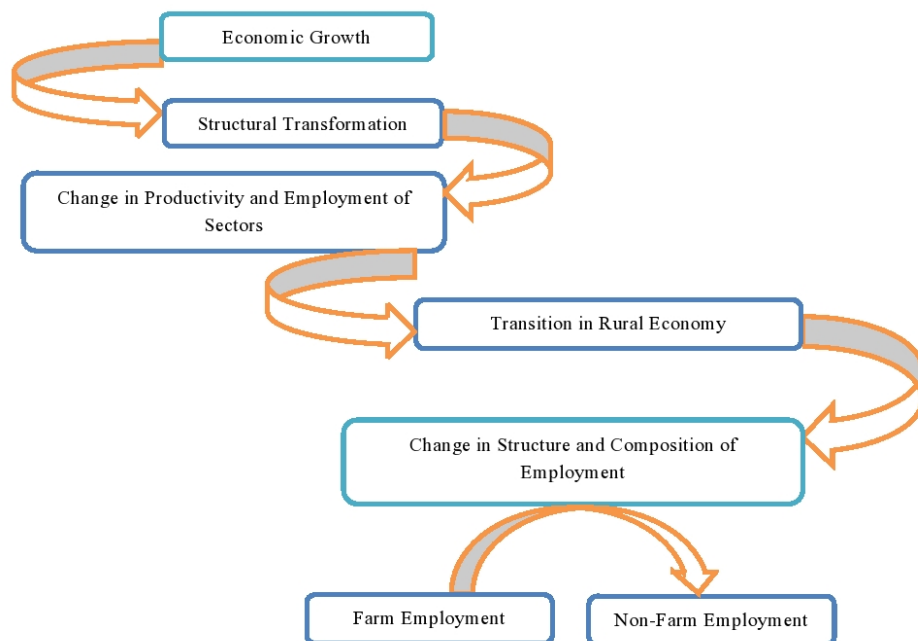 Economic Growth
Structural Transformation
Change in Productivity and Employment of
Sectors
Transition in Rural Economy
Change in Structure and Composition of
Employment
Farm Employment
Non-Farm Employment